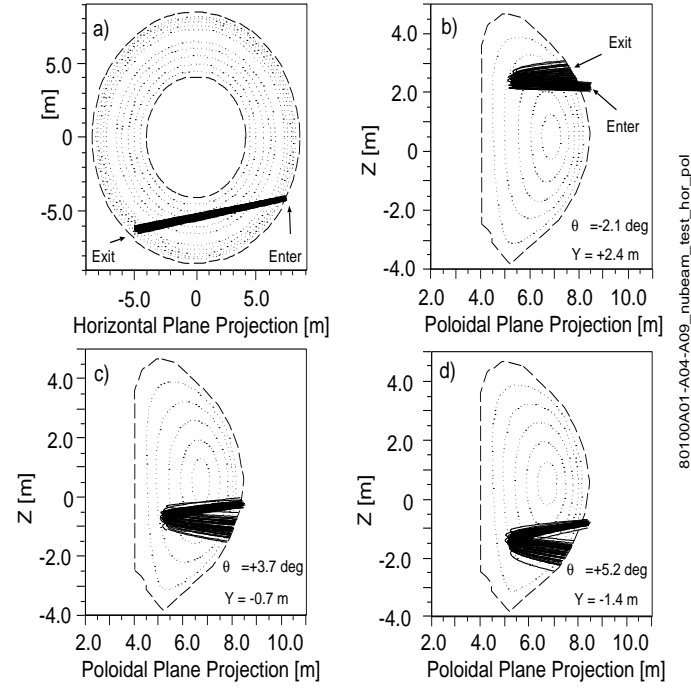 a)
[m]
5.0
0
-5.0
Exit
Enter
-5.0
0
5.0
Horizontal Plane Projection [m]
b)
Z [m]
4.0
2.0
0
-2.0
-4.0
Exit
Enter
θ =-2.1 deg
Y = +2.4 m
2.0 4.0 6.0 8.0 10.0
Poloidal Plane Projection [m]
c)
Z [m]
4.0
2.0
0
-2.0
-4.0
θ =+3.7 deg
Y = -0.7 m
2.0 4.0 6.0 8.0 10.0
Poloidal Plane Projection [m]
d)
Z [m]
4.0
2.0
0
-2.0
-4.0
θ =+5.2 deg
Y = -1.4 m
2.0 4.0 6.0 8.0 10.0
Poloidal Plane Projection [m]
80100A01-A04-A09_nubeam_test_hor_pol